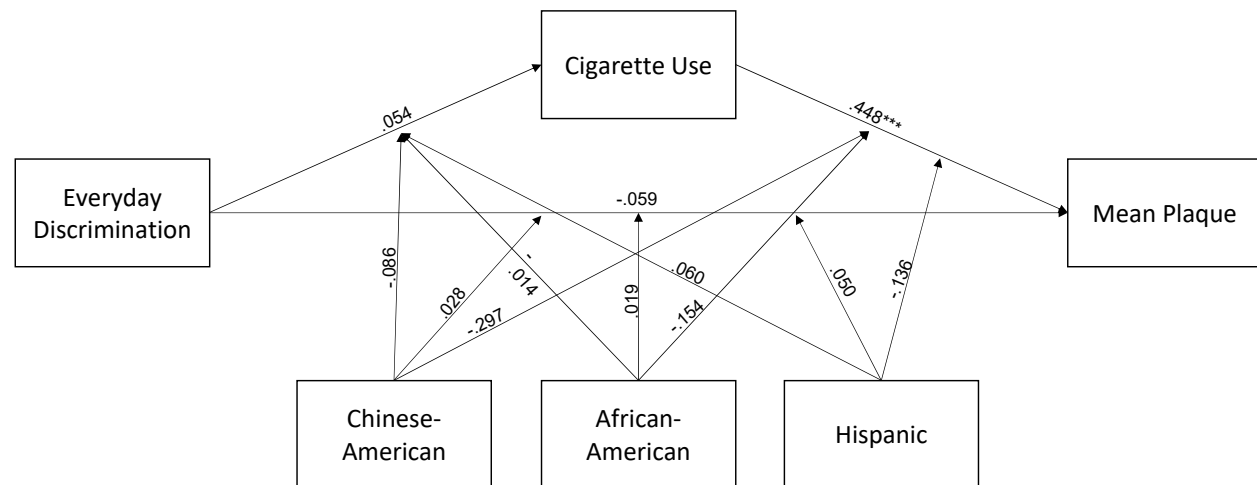 Cigarette Use
.054
.448***
Everyday
Discrimination
-.059
Mean Plaque
-.086
.028
-.297
-
.014
.019
-.154
.060
.050
-.136
Chinese-
American
African-
American
Hispanic